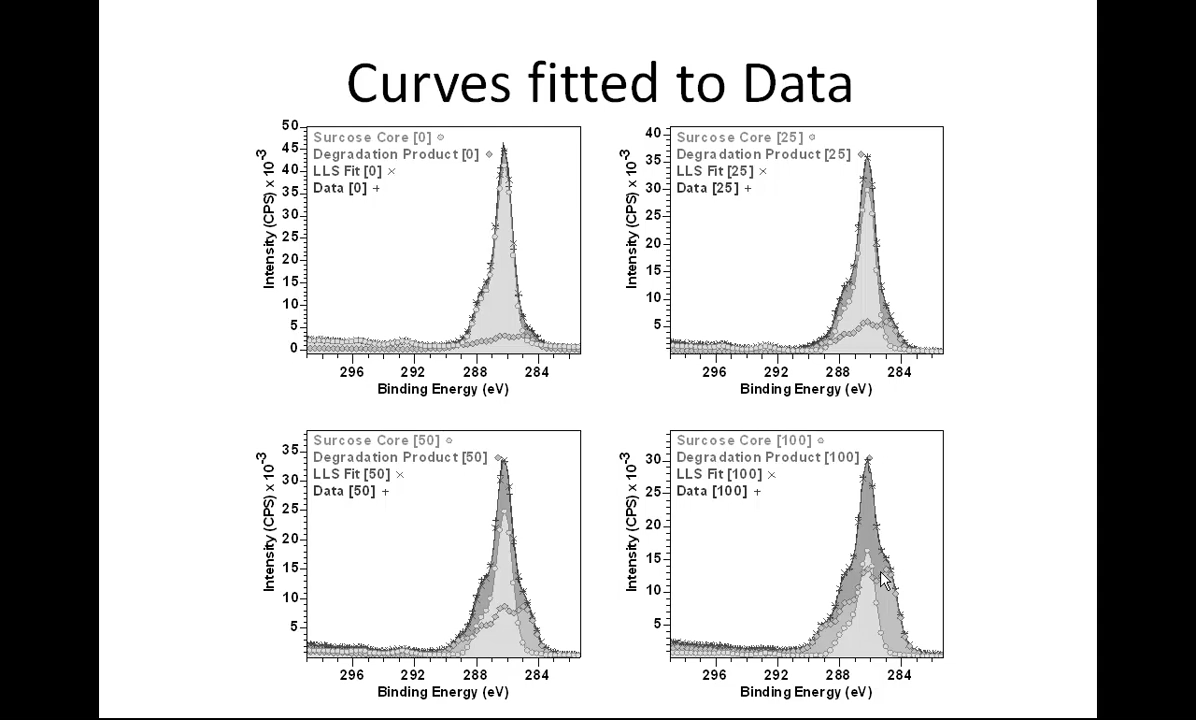 Curves fitted to Data
Surcose Core [0]
Degradation Product [0]
LLS Fit [0] ×
Data [0] +
50
45
40
35
30
25
20
15
10
5
0
Intensity (CPS) x 10-3
296 292 288 284
Binding Energy (eV)
Surcose Core [25]
Degradation Product [25]
LLS Fit [25] ×
Data [25] +
40
35
30
25
20
15
10
5
Intensity (CPS) x 10-3
296 292 288 284
Binding Energy (eV)
Surcose Core [50]
Degradation Product [50]
LLS Fit [50] ×
Data [50] +
35
30
25
20
15
10
5
Intensity (CPS) x 10-3
296 292 288 284
Binding Energy (eV)
Surcose Core [100]
Degradation Product [100]
LLS Fit [100] ×
Data [100] +
30
25
20
15
10
5
Intensity (CPS) x 10-3
296 292 288 284
Binding Energy (eV)